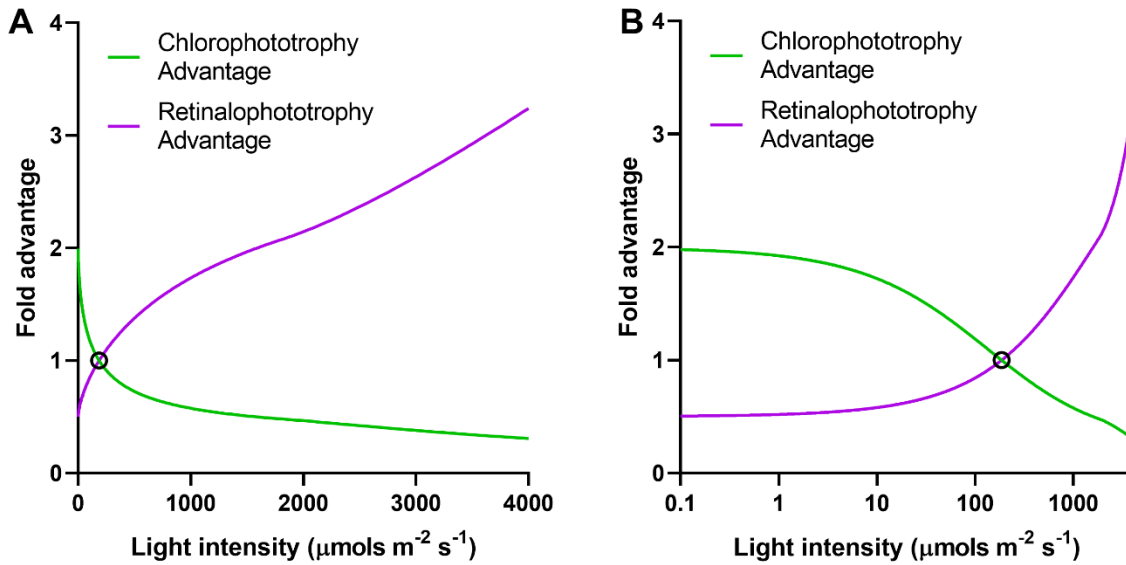 A
Chlorophototrophy
Advantage
Retinalophototrophy
Advantage
Fold advantage
4
3
2
1
0
0 1000 2000 3000 4000
Light intensity (μmols m⁻² s⁻¹)
B
Chlorophototrophy
Advantage
Retinalophototrophy
Advantage
Fold advantage
4
3
2
1
0
0.1 1 10 100 1000
Light intensity (μmols m⁻² s⁻¹)